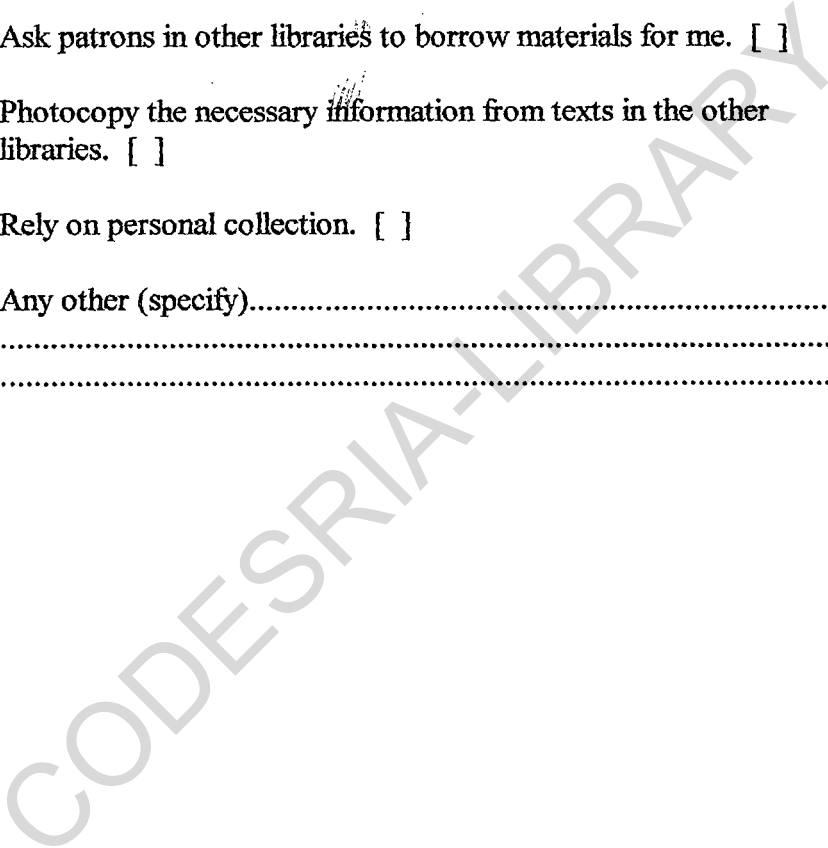 Ask patrons in other libraries to borrow materials for me. [ ]
Photocopy the necessary information from texts in the other
libraries. [ ]
Rely on personal collection. [ ]
Any other (specify)......................................................................
....................................................................................................
....................................................................................................
CODESRIA-LIBRARY